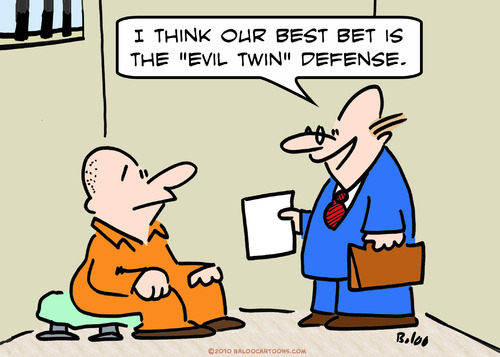 I THINK OUR BEST BET IS
THE "EVIL TWIN" DEFENSE.
Baloo
©2010 BALOOCARTOONS.COM